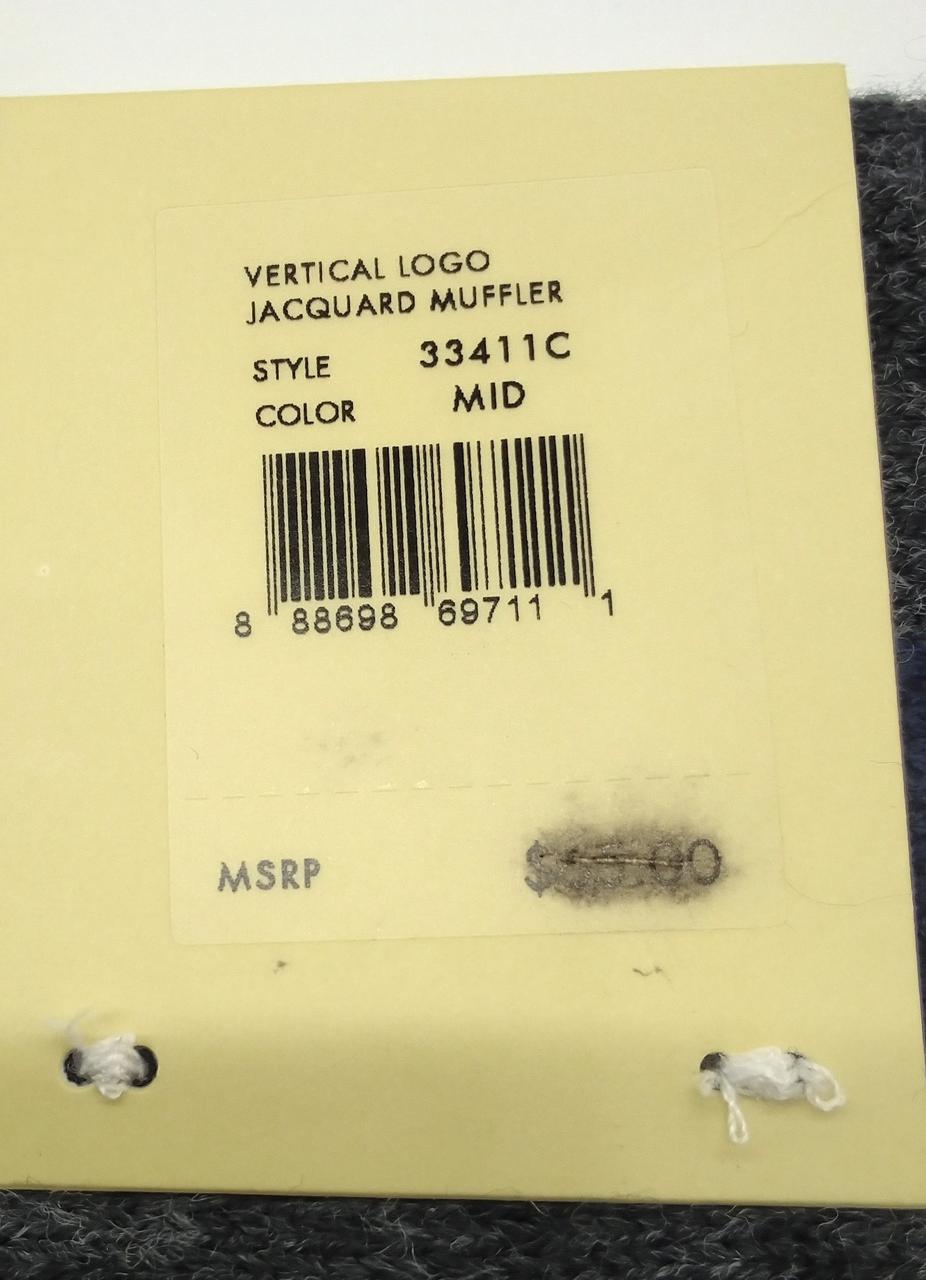 VERTICAL LOGO
JACQUARD MUFFLER
STYLE 33411C
COLOR MID
8 88698 69711 1
MSRP